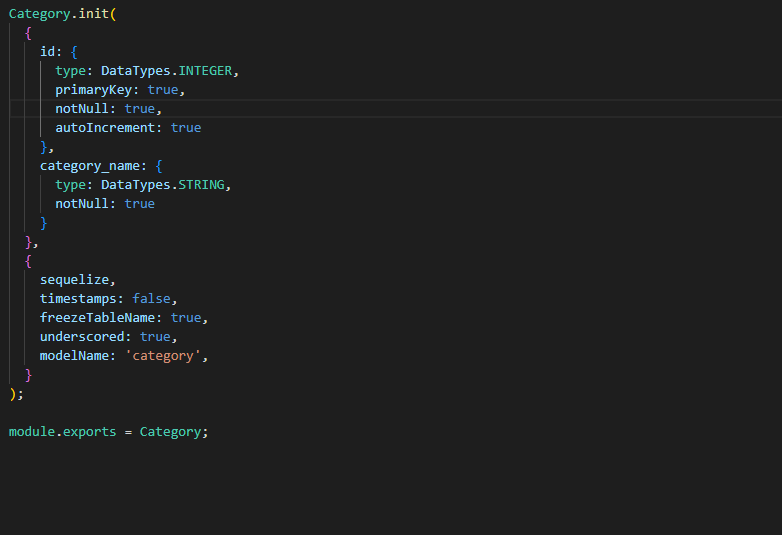 Category.init(
  {
    id: {
      type: DataTypes.INTEGER,
      primaryKey: true,
      notNull: true,
      autoIncrement: true
    },
    category_name: {
      type: DataTypes.STRING,
      notNull: true
    }
  },
  {
    sequelize,
    timestamps: false,
    freezeTableName: true,
    underscored: true,
    modelName: 'category',
  }
);

module.exports = Category;